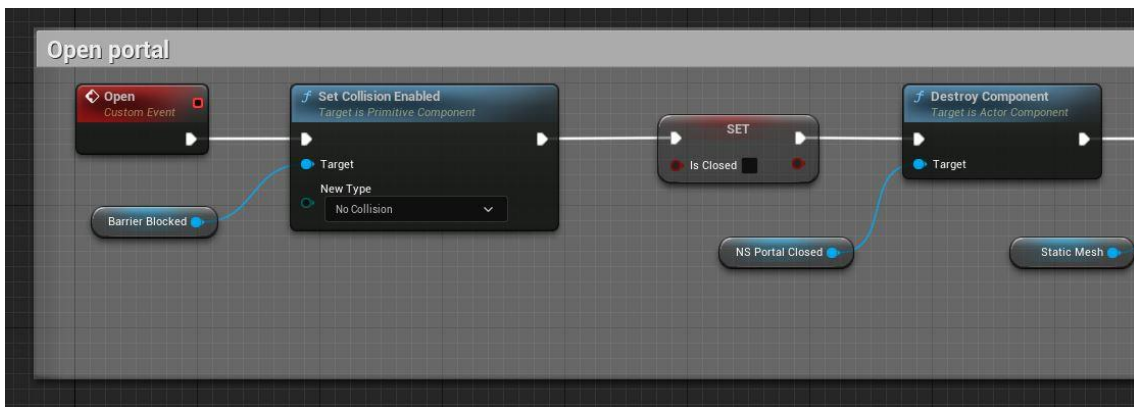 Open portal
Open
Custom Event
Set Collision Enabled
Target is Primitive Component
Target
New Type
No Collision
Barrier Blocked
SET
Is Closed
Destroy Component
Target is Actor Component
Target
NS Portal Closed
Static Mesh